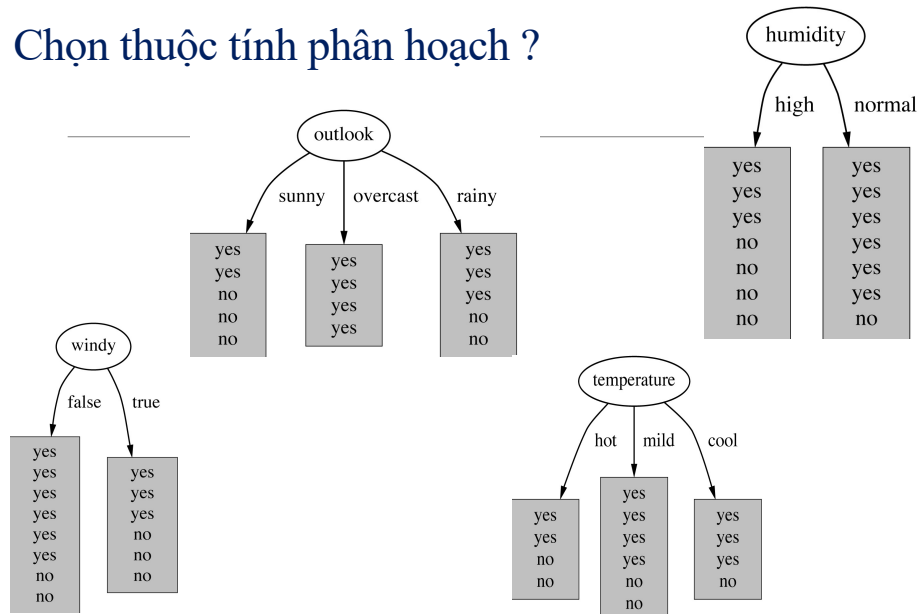 Chọn thuộc tính phân hoạch ?
humidity
high normal
yes yes
yes yes
yes yes
no yes
no yes
no yes
no no
outlook
sunny overcast rainy
yes yes yes
yes yes yes
no yes yes
no yes no
no no
windy
false true
yes
yes yes
yes yes
yes yes
yes no
yes no
no no
no
temperature
hot mild cool
yes
yes yes yes
yes yes yes
no yes yes
no no no
no